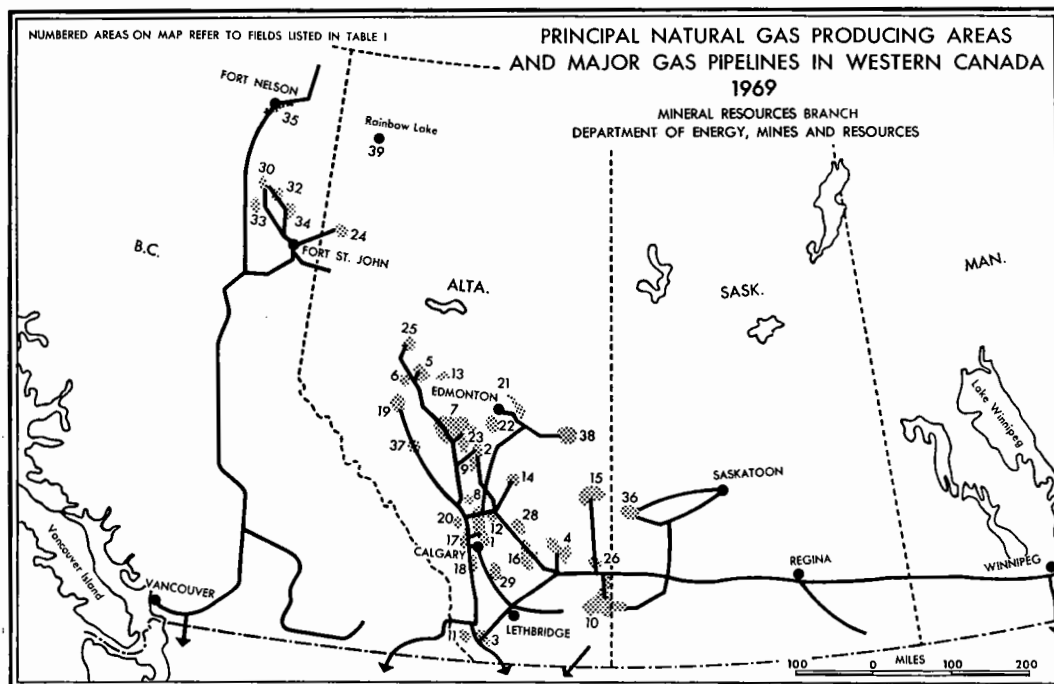 NUMBERED AREAS ON MAP REFER TO FIELDS LISTED IN TABLE I
PRINCIPAL NATURAL GAS PRODUCING AREAS
AND MAJOR GAS PIPELINES IN WESTERN CANADA
1969
MINERAL RESOURCES BRANCH
DEPARTMENT OF ENERGY, MINES AND RESOURCES
FORT NELSON
35
Rainbow Lake
39
30
32
33
34
24
FORT ST. JOHN
B.C.
ALTA.
SASK.
MAN.
25
5
6
13
EDMONTON
21
19
7
22
38
23
37
2
9
14
15
SASKATOON
36
8
20
12
28
17
1
4
CALGARY
16
26
18
29
REGINA
WINNIPEG
Lake Winnipeg
Vancouver Island
VANCOUVER
10
LETHBRIDGE
11
3
MILES
100
0
100
200